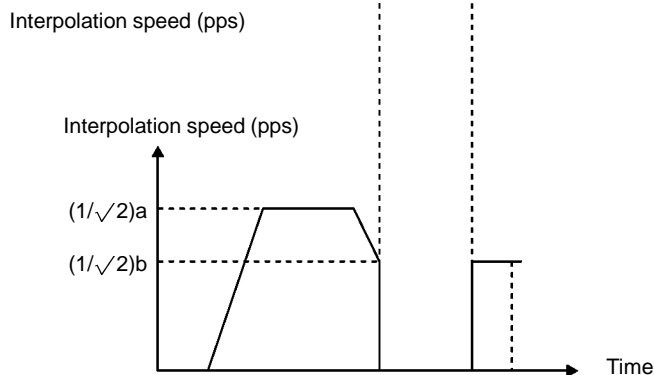 Interpolation speed (pps)
Interpolation speed (pps)
(1/√2)a
(1/√2)b
Time